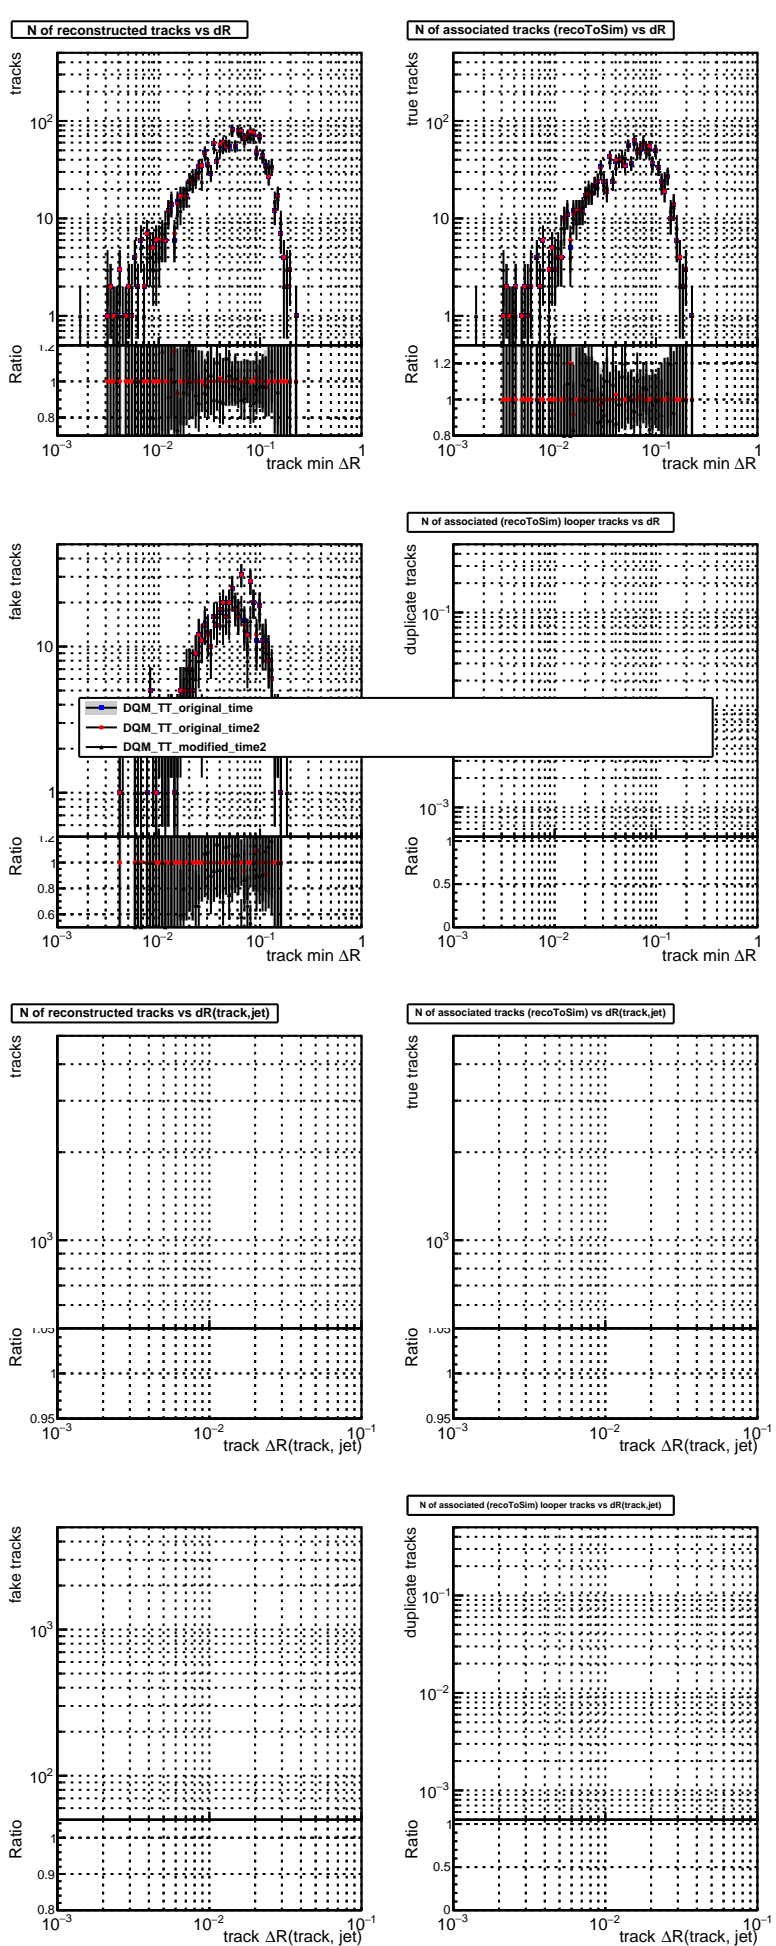 N of reconstructed tracks vs dR
tracks
10²
10
1
Ratio
1.2
1
0.8
10⁻³ 10⁻² 10⁻¹ 1
track min ΔR
N of associated tracks (recoToSim) vs dR
true tracks
10²
10
1
Ratio
1.2
1
0.8
10⁻³ 10⁻² 10⁻¹ 1
track min ΔR
fake tracks
10
1
Ratio
1.2
1
0.8
0.6
10⁻³ 10⁻² 10⁻¹ 1
track min ΔR
N of associated (recoToSim) looper tracks vs dR
duplicate tracks
10⁻¹
10⁻³
Ratio
1
0.5
0
10⁻³ 10⁻² 10⁻¹ 1
track min ΔR
DQM_TT_original_time
DQM_TT_original_time2
DQM_TT_modified_time2
N of reconstructed tracks vs dR(track,jet)
tracks
10³
Ratio
1.05
1
0.95
10⁻³ 10⁻² 10⁻¹
track ΔR(track, jet)
N of associated tracks (recoToSim) vs dR(track,jet)
true tracks
10³
Ratio
1.05
1
0.95
10⁻³ 10⁻² 10⁻¹
track ΔR(track, jet)
fake tracks
10³
10²
Ratio
1
0.9
0.8
10⁻³ 10⁻² 10⁻¹
track ΔR(track, jet)
N of associated (recoToSim) looper tracks vs dR(track,jet)
duplicate tracks
10⁻¹
10⁻²
10⁻³
Ratio
1
0.5
0
10⁻³ 10⁻² 10⁻¹
track ΔR(track, jet)